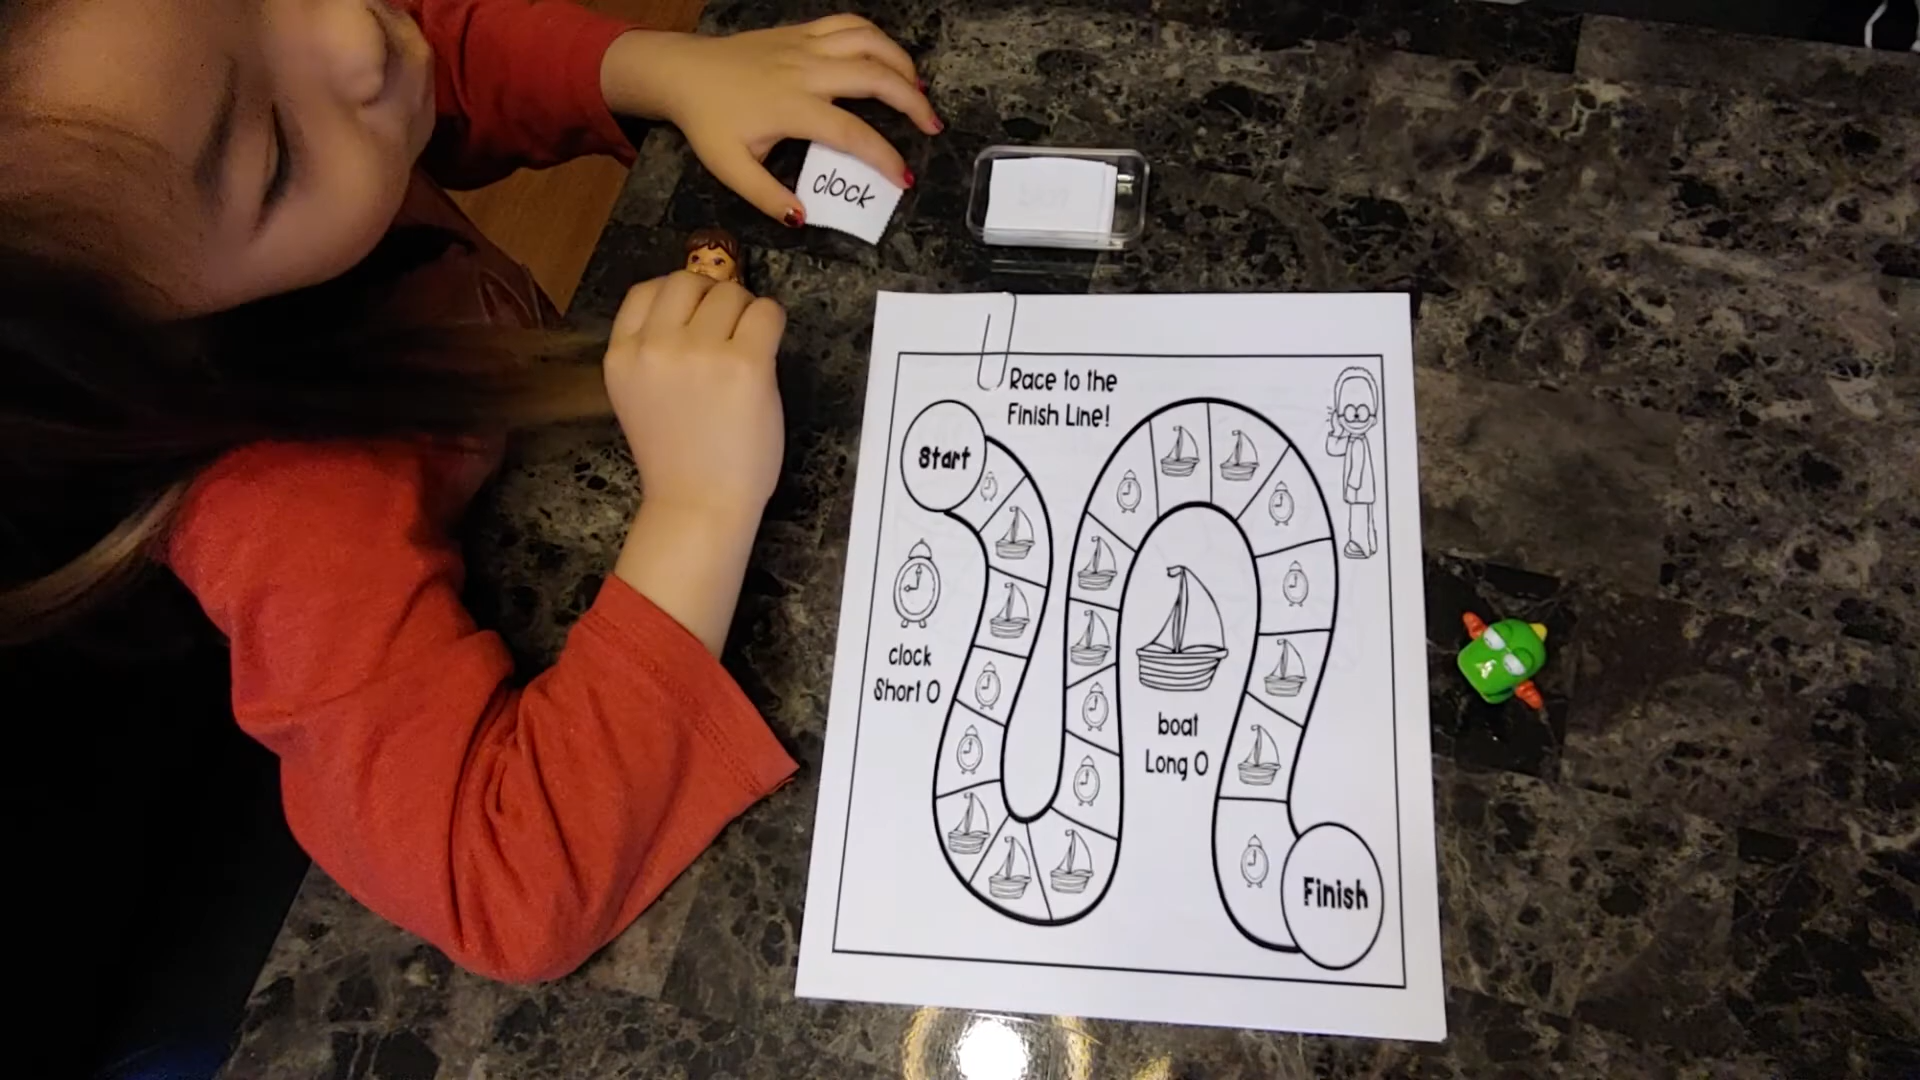 clock
Race to the
Finish Line!
Start
clock
Short O
boat
Long O
Finish